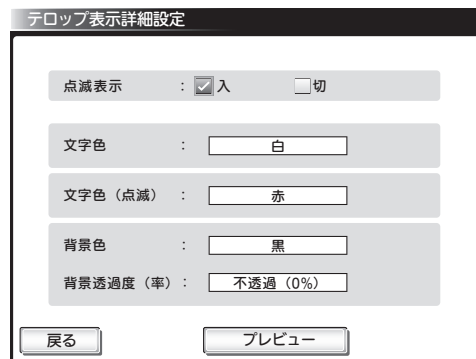 テロップ表示詳細設定
点滅表示 : 入 切
文字色 : 白
文字色（点滅） : 赤
背景色 : 黒
背景透過度（率） : 不透過（0%）
戻る プレビュー